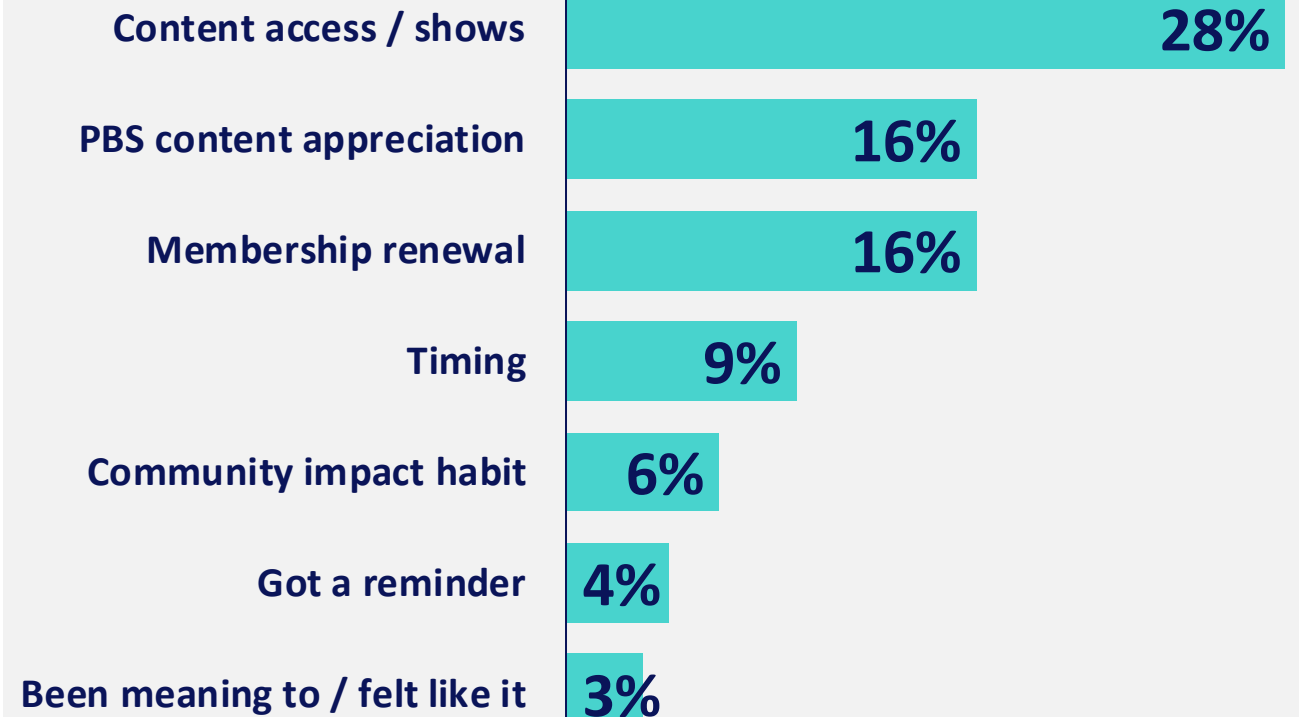 Content access / shows 28%
PBS content appreciation 16%
Membership renewal 16%
Timing 9%
Community impact habit 6%
Got a reminder 4%
Been meaning to / felt like it 3%